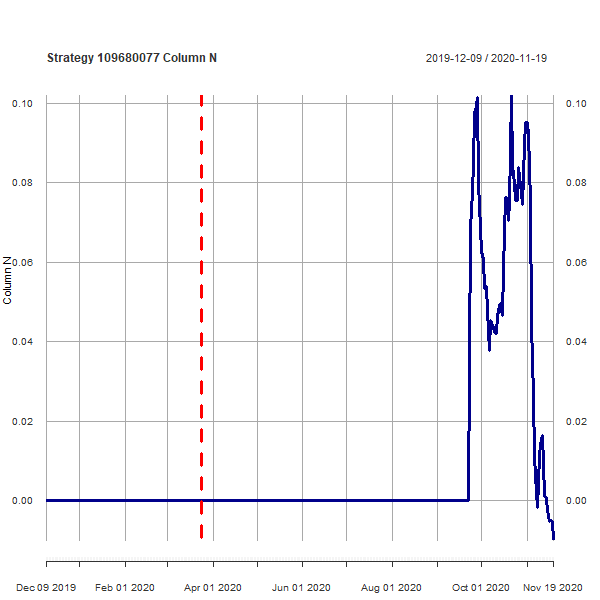 Strategy 109680077 Column N
2019-12-09 / 2020-11-19
0.10
0.10
0.08
0.08
0.06
0.06
Column N
0.04
0.04
0.02
0.02
0.00
0.00
Dec 09 2019
Feb 01 2020
Apr 01 2020
Jun 01 2020
Aug 01 2020
Oct 01 2020
Nov 19 2020